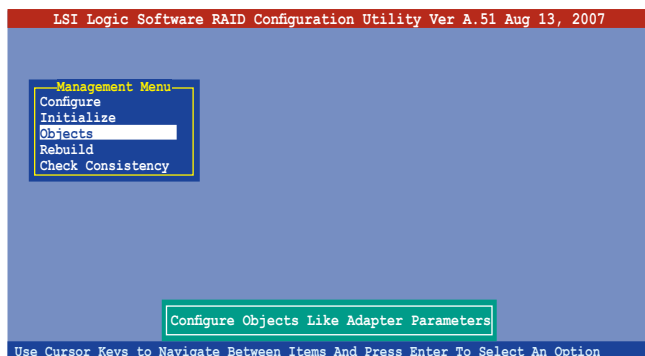 LSI Logic Software RAID Configuration Utility Ver A.51 Aug 13, 2007
Management Menu
Configure
Initialize
Objects
Rebuild
Check Consistency
Configure Objects Like Adapter Parameters
Use Cursor Keys to Navigate Between Items And Press Enter To Select An Option